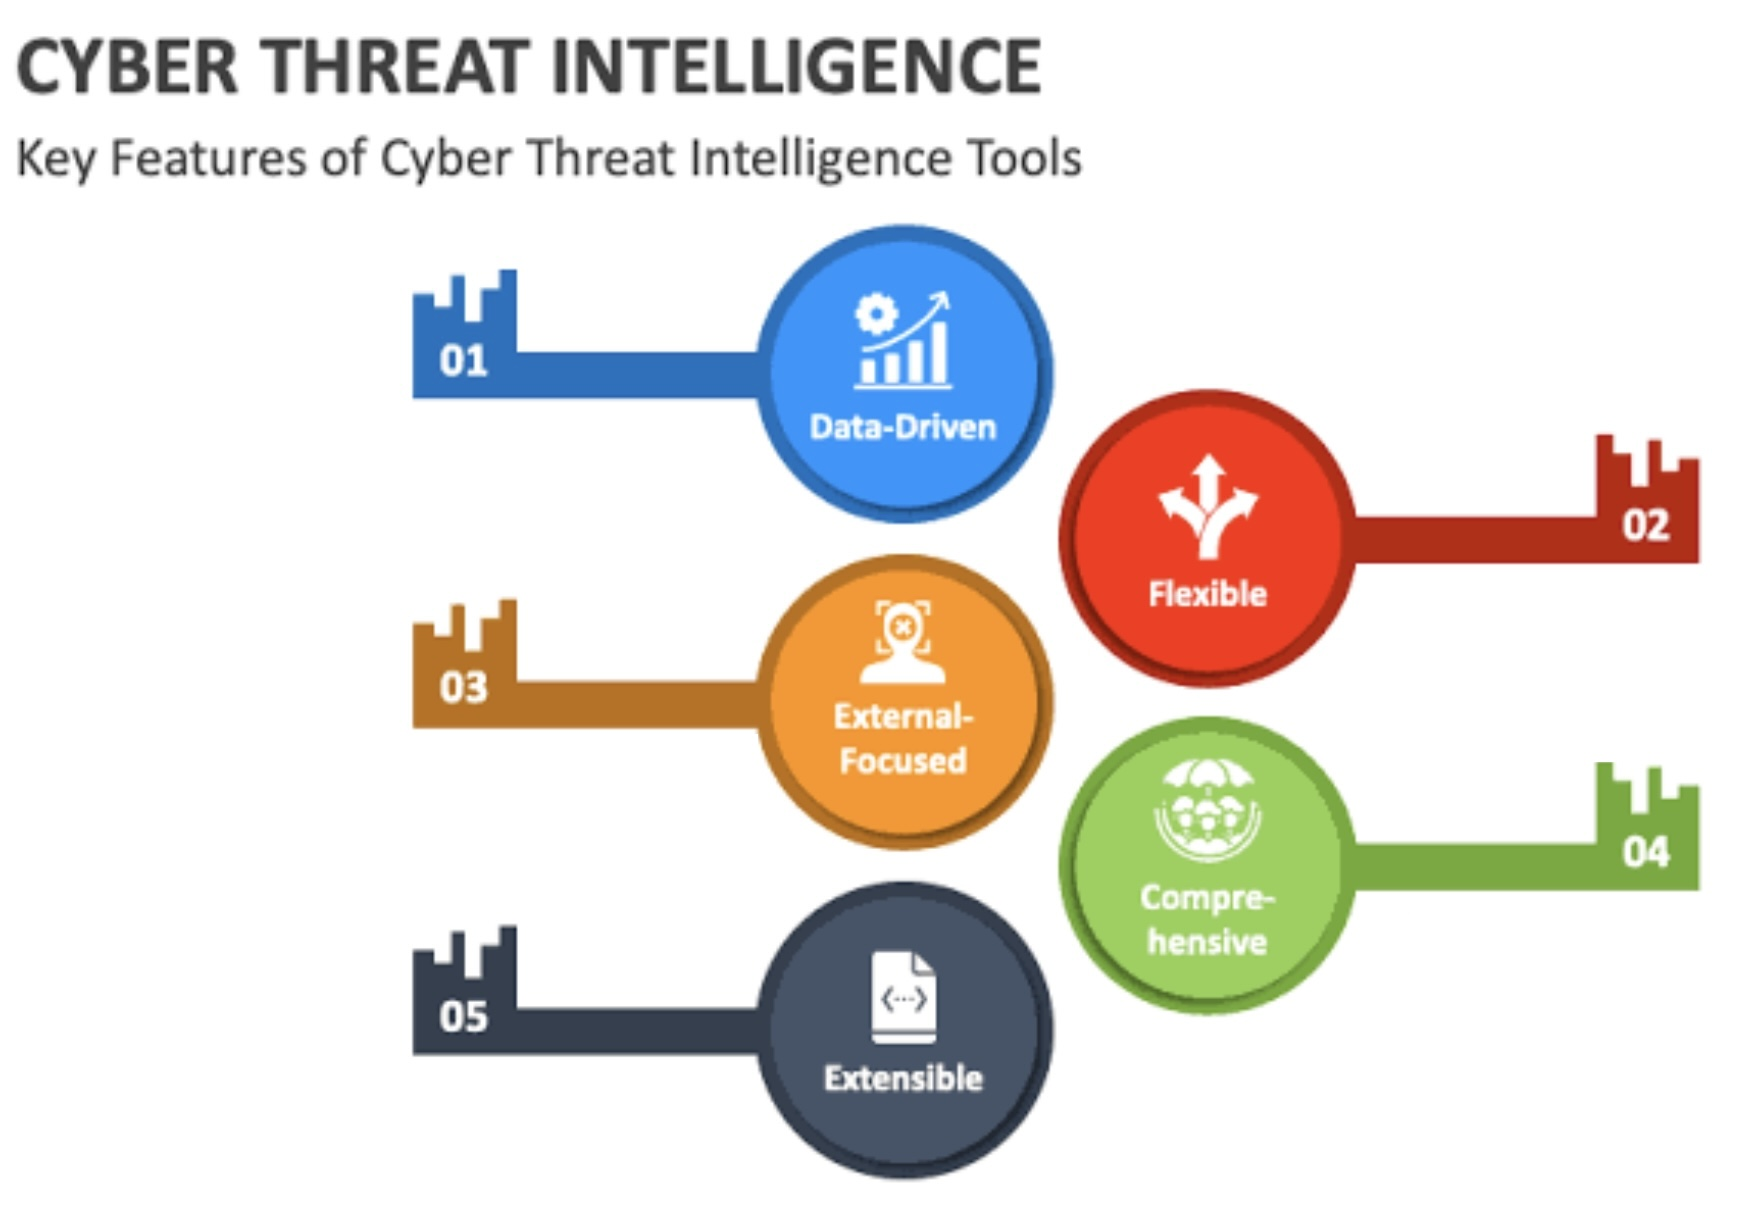 CYBER THREAT INTELLIGENCE
Key Features of Cyber Threat Intelligence Tools
01
Data-Driven
02
Flexible
03
External-
Focused
04
Compre-
hensive
05
Extensible